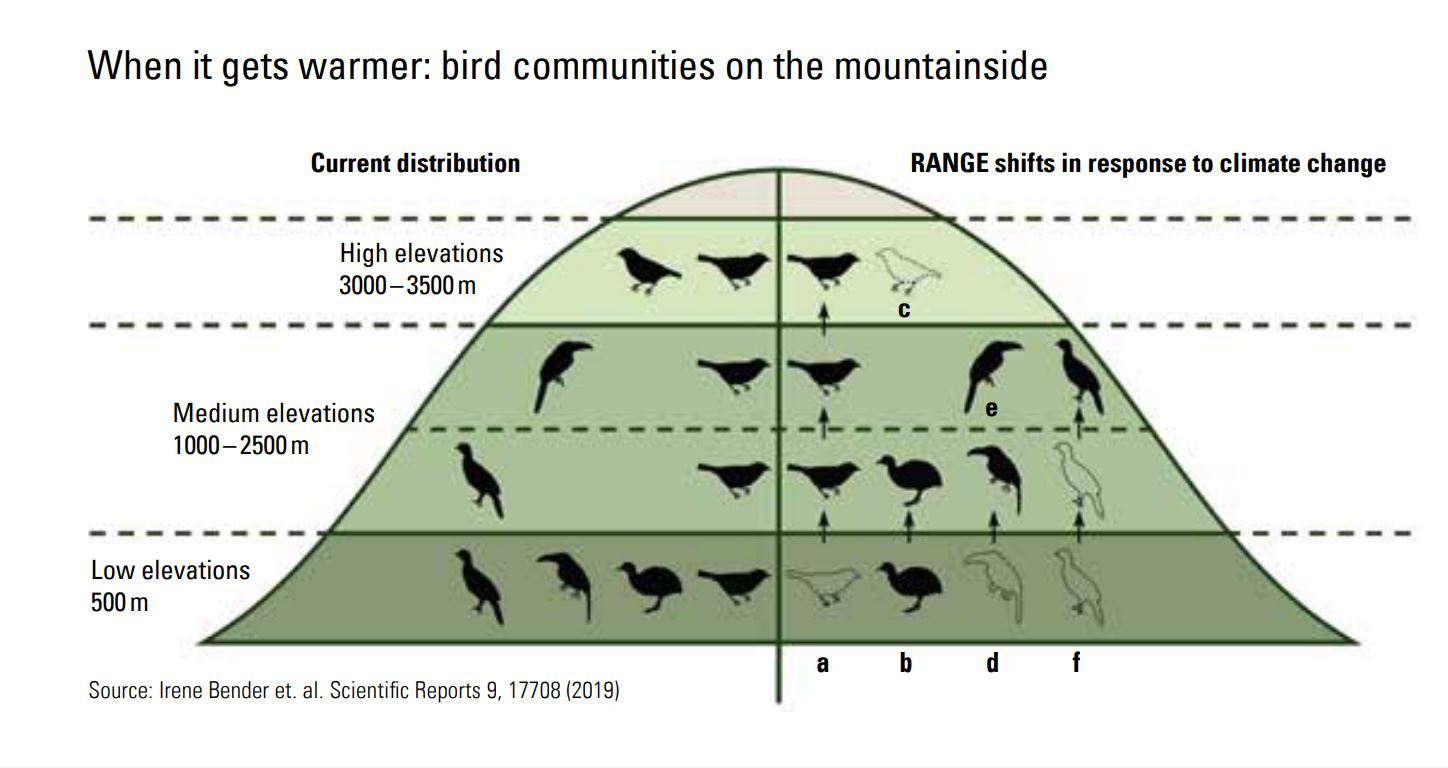 When it gets warmer: bird communities on the mountainside
Current distribution
RANGE shifts in response to climate change
High elevations
3000–3500 m
c
Medium elevations
1000–2500 m
e
Low elevations
500 m
a b d f
Source: Irene Bender et. al. Scientific Reports 9, 17708 (2019)